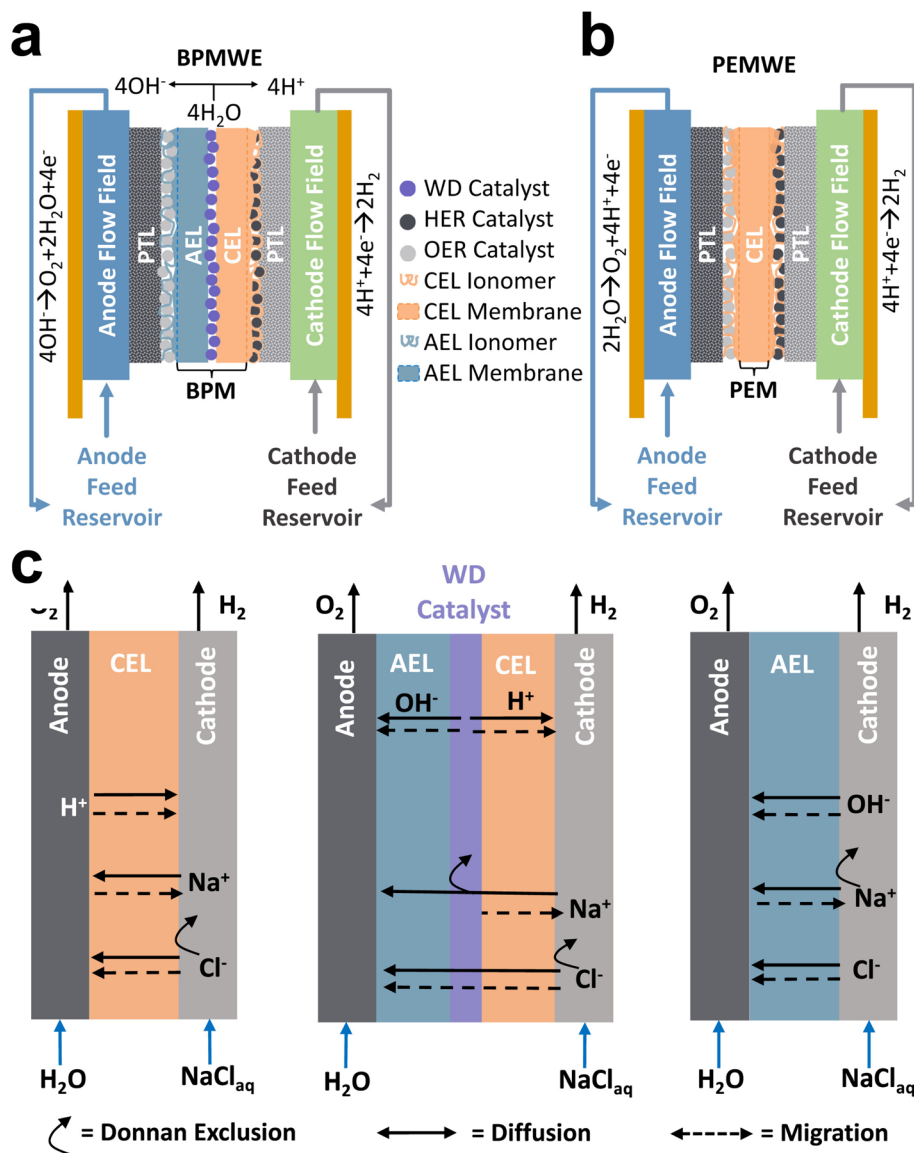 a
BPMWE
4OH⁻
4H⁺
4H₂O
4OH⁻→O₂+2H₂O+4e⁻
Anode Flow Field
PTL
AEL
CEL
PTL
Cathode Flow Field
4H⁺+4e⁻→2H₂
BPM
Anode
Feed
Reservoir
Cathode
Feed
Reservoir
WD Catalyst
HER Catalyst
OER Catalyst
CEL Ionomer
CEL Membrane
AEL Ionomer
AEL Membrane
b
PEMWE
2H₂O→O₂+4H⁺+4e⁻
Anode Flow Field
PTL
CEL
PTL
Cathode Flow Field
4H⁺+4e⁻→2H₂
PEM
Anode
Feed
Reservoir
Cathode
Feed
Reservoir
c
H₂
Anode
CEL
Cathode
H⁺
Na⁺
Cl⁻
H₂O
NaCl_aq
WD
Catalyst
O₂
H₂
Anode
AEL
CEL
Cathode
OH⁻
H⁺
Na⁺
Cl⁻
H₂O
NaCl_aq
O₂
H₂
Anode
AEL
Cathode
OH⁻
Na⁺
Cl⁻
H₂O
NaCl_aq
= Donnan Exclusion
= Diffusion
= Migration